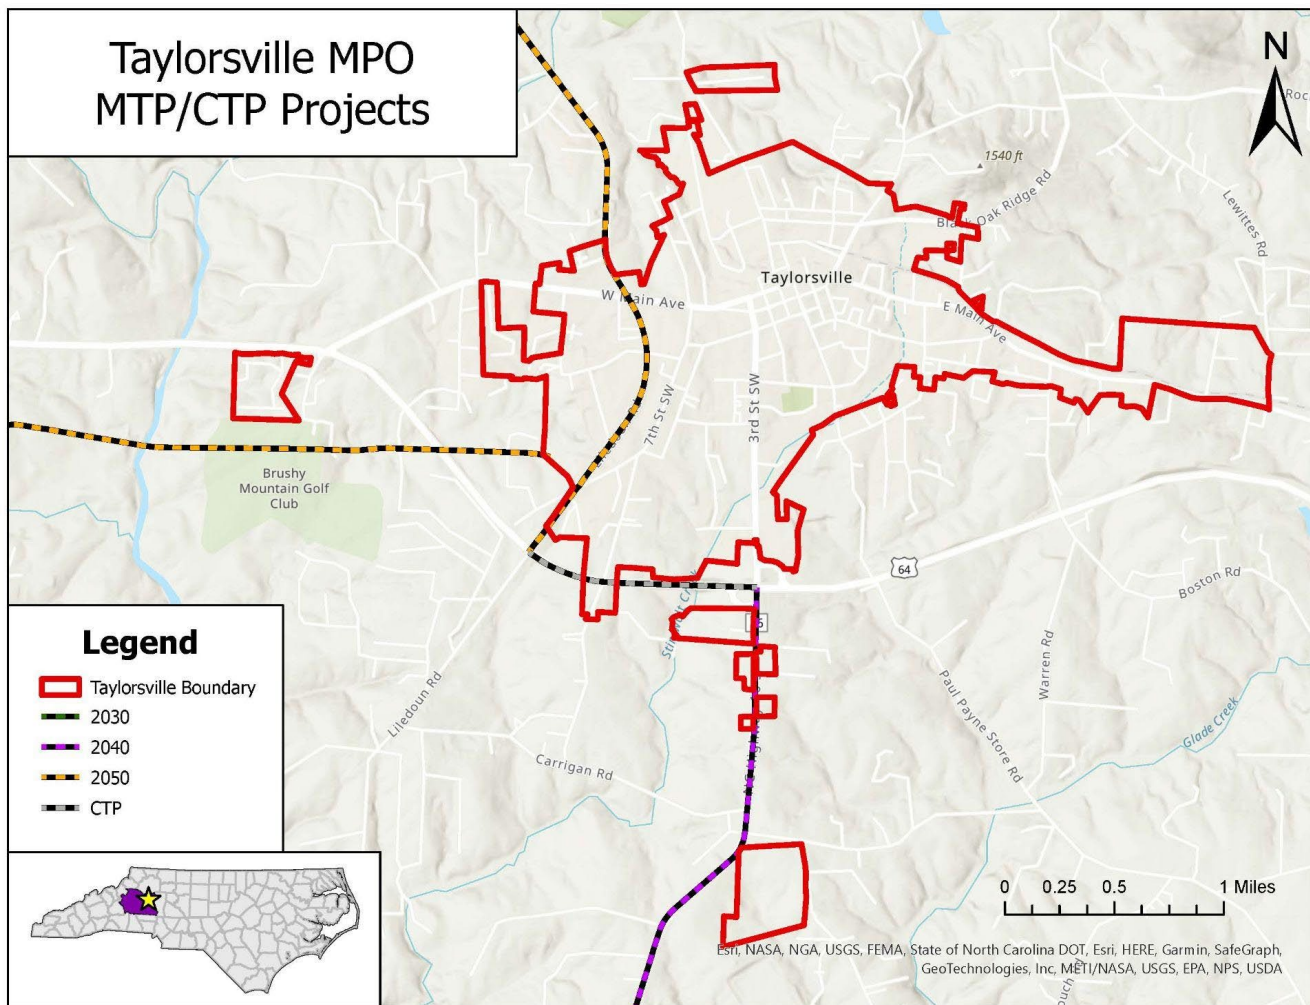 Taylorsville MPO
MTP/CTP Projects
N
1540 ft
Black Oak Ridge Rd
Lewittes Rd
Taylorsville
W Main Ave
E Main Ave
7th St SW
3rd St SW
Brushy
Mountain Golf
Club
64
Boston Rd
Warren Rd
Paul Payne Store Rd
Glade Creek
Liledoun Rd
Carrigan Rd
Legend
Taylorsville Boundary
2030
2040
2050
CTP
0 0.25 0.5 1 Miles
Esri, NASA, NGA, USGS, FEMA, State of North Carolina DOT, Esri, HERE, Garmin, SafeGraph,
GeoTechnologies, Inc, METI/NASA, USGS, EPA, NPS, USDA